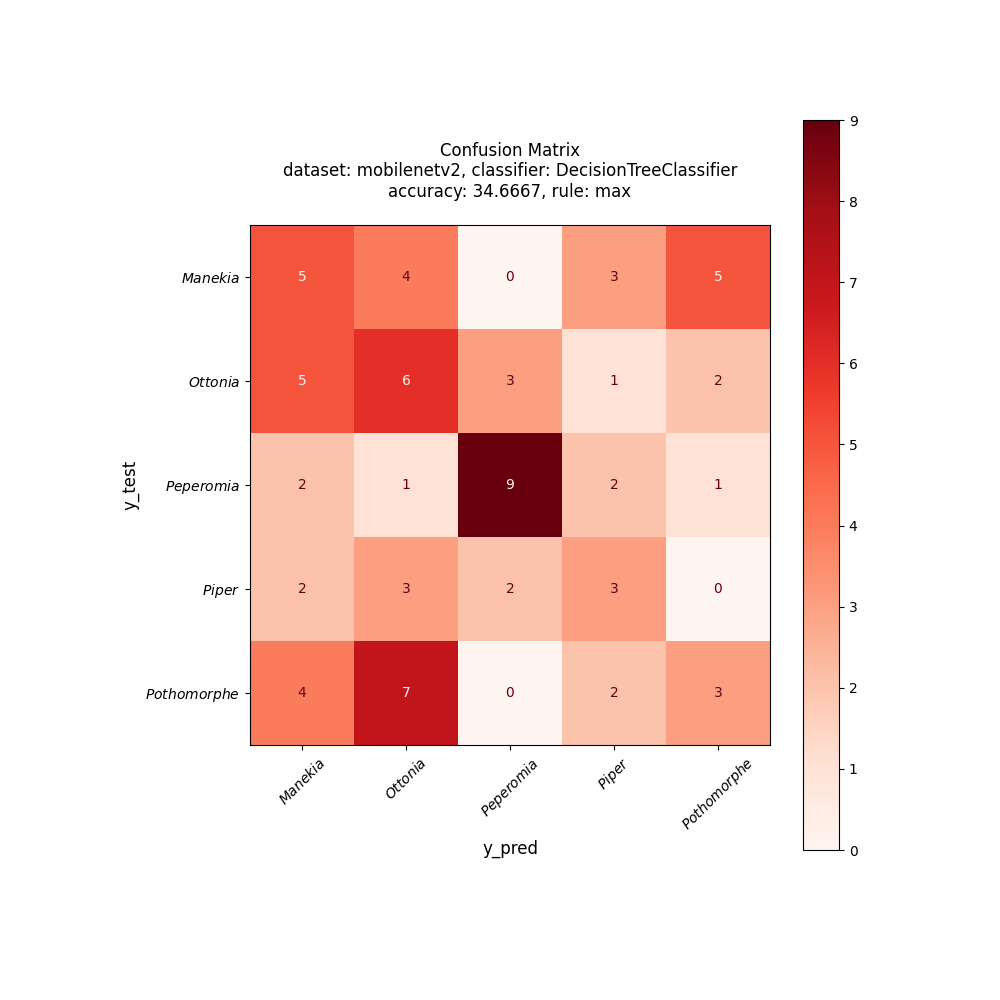 Confusion Matrix
dataset: mobilenetv2, classifier: DecisionTreeClassifier
accuracy: 34.6667, rule: max
Manekia 5 4 0 3 5
Ottonia 5 6 3 1 2
Peperomia 2 1 9 2 1
Piper 2 3 2 3 0
Pothomorphe 4 7 0 2 3
Manekia Ottonia Peperomia Piper Pothomorphe
y_test
y_pred
9
8
7
6
5
4
3
2
1
0